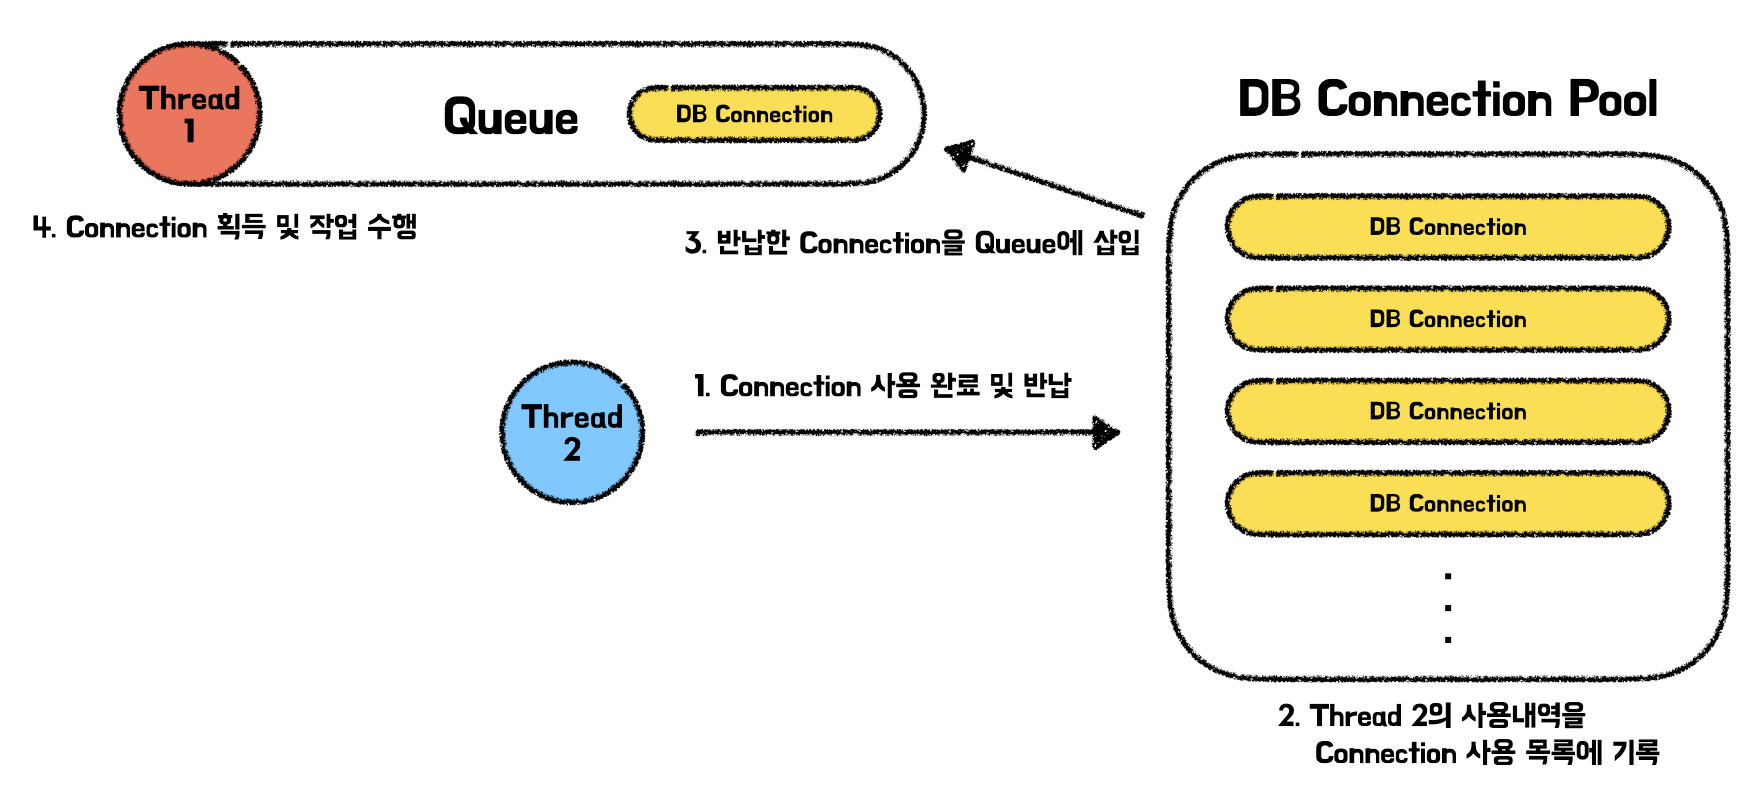 Thread
1
Queue
DB Connection
4. Connection 획득 및 작업 수행
3. 반납한 Connection을 Queue에 삽입
Thread
2
1. Connection 사용 완료 및 반납
DB Connection Pool
DB Connection
DB Connection
DB Connection
DB Connection
2. Thread 2의 사용내역을
Connection 사용 목록에 기록